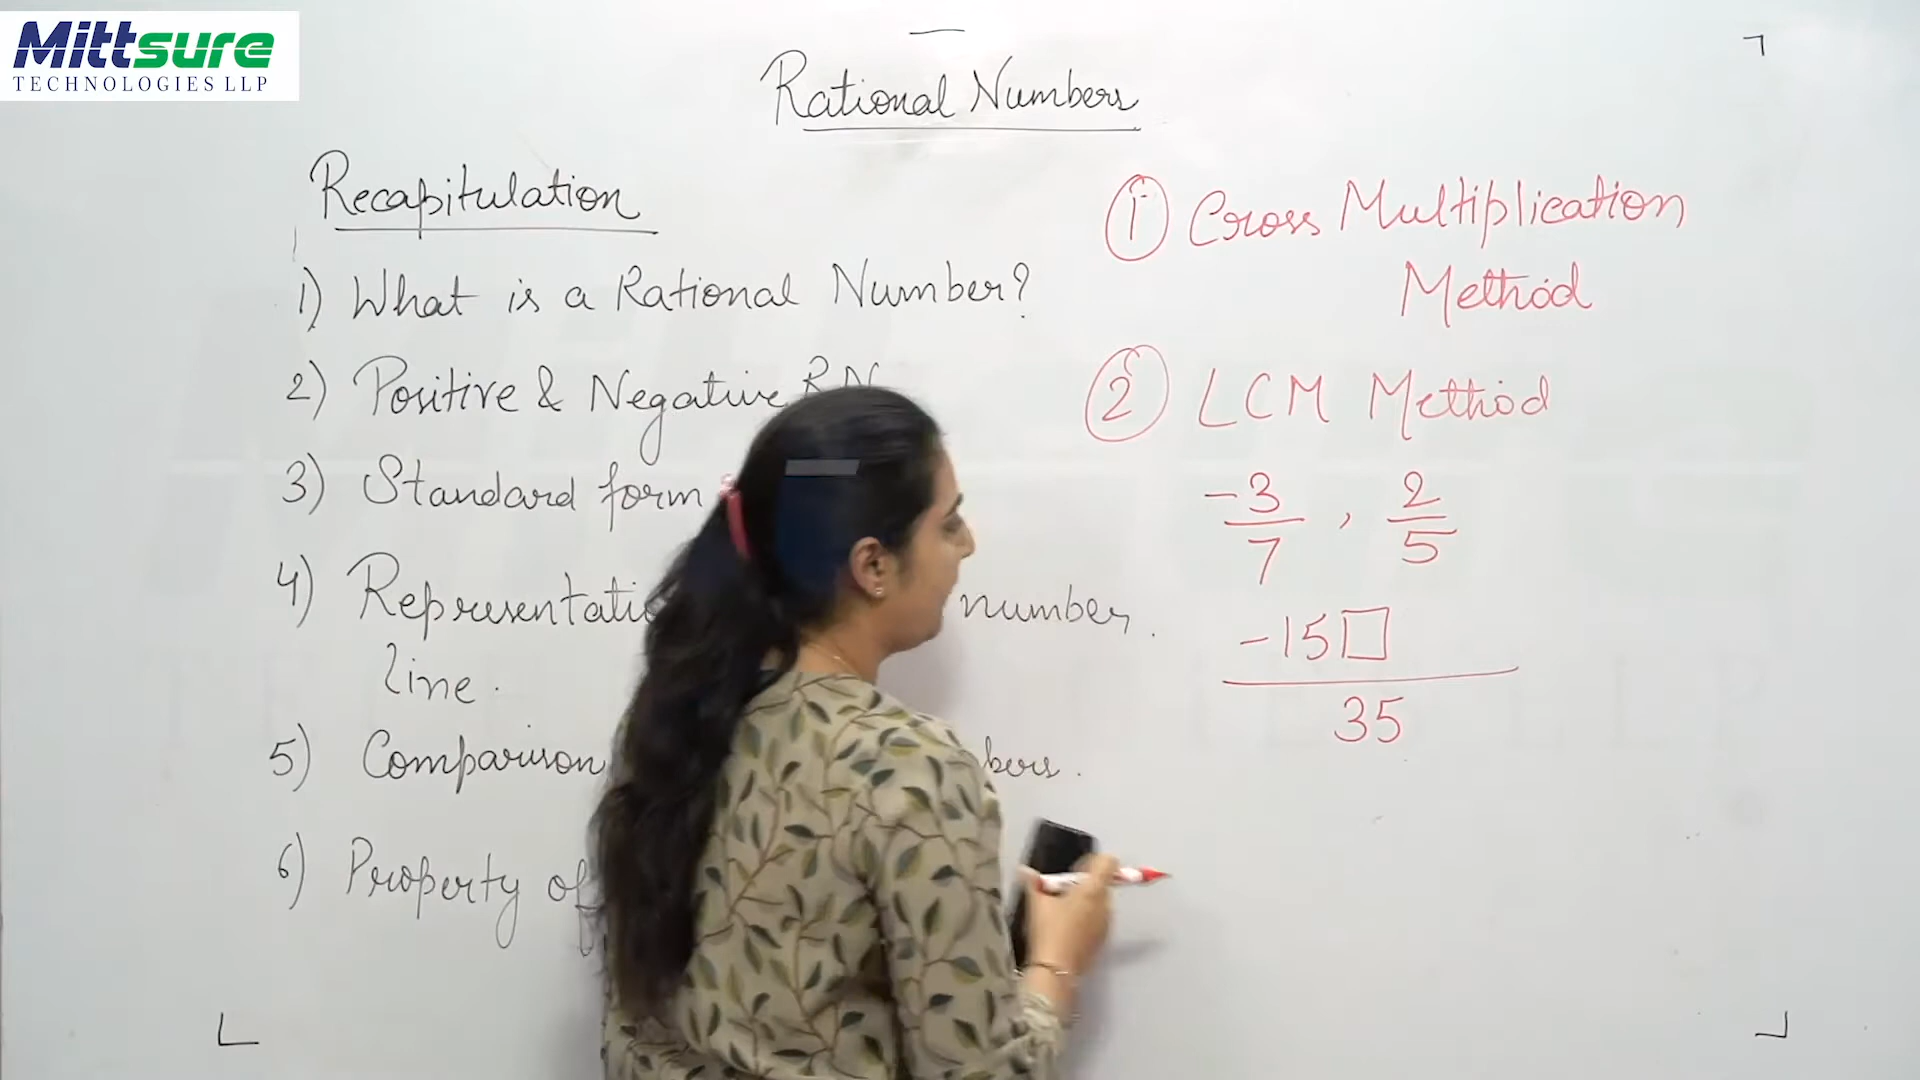 Mittsure
TECHNOLOGIES LLP
Rational Numbers
Recapitulation
1) What is a Rational Number?
2) Positive & Negative R.N
3) Standard form
4) number
line.
5) Comparison
6) Property of
① Cross Multiplication
Method
② LCM Method
-3/7 , 2/5
-15□
35